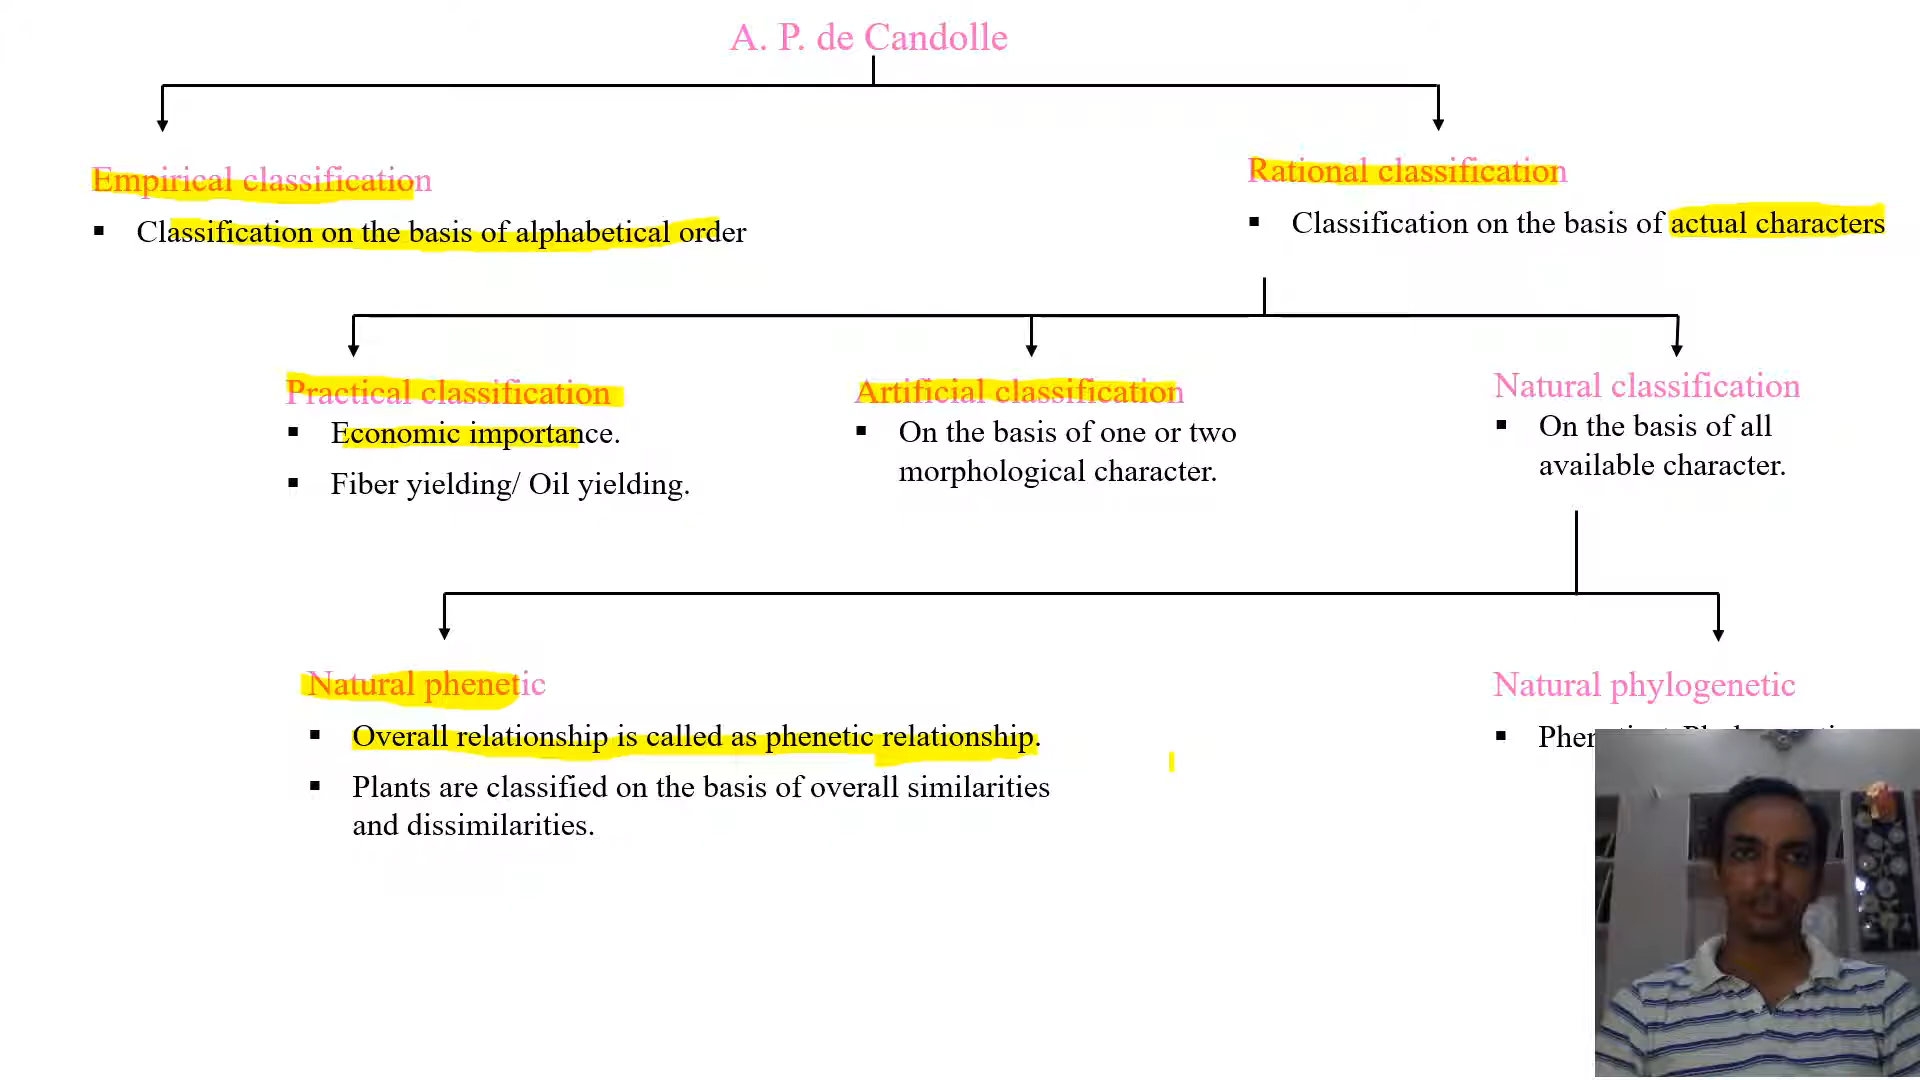 A. P. de Candolle
Empirical classification
▪ Classification on the basis of alphabetical order
Rational classification
▪ Classification on the basis of actual characters
Practical classification
▪ Economic importance.
▪ Fiber yielding/ Oil yielding.
Artificial classification
▪ On the basis of one or two
morphological character.
Natural classification
▪ On the basis of all
available character.
Natural phenetic
▪ Overall relationship is called as phenetic relationship.
▪ Plants are classified on the basis of overall similarities
and dissimilarities.
Natural phylogenetic
▪